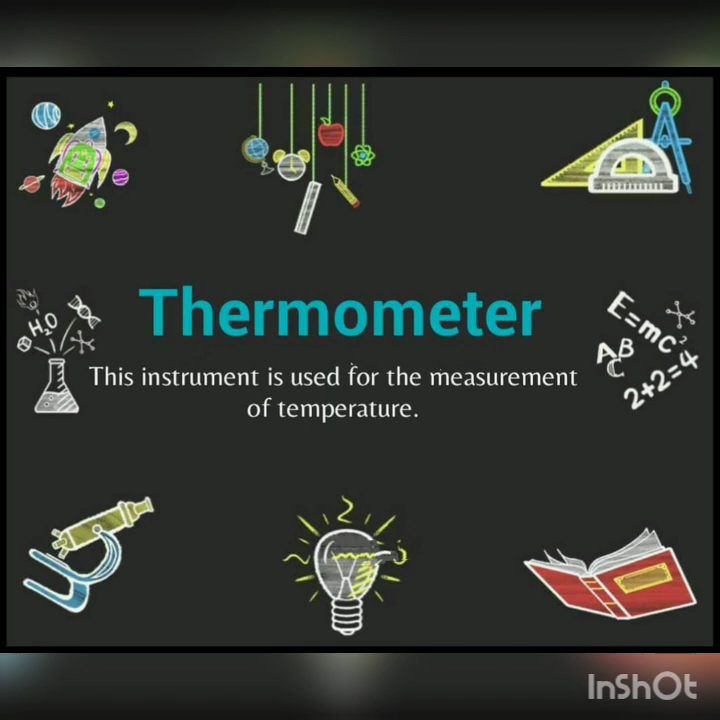 Thermometer
This instrument is used for the measurement
of temperature.
H₂O
E=mc²
AB
C
2+2=4
InShOt